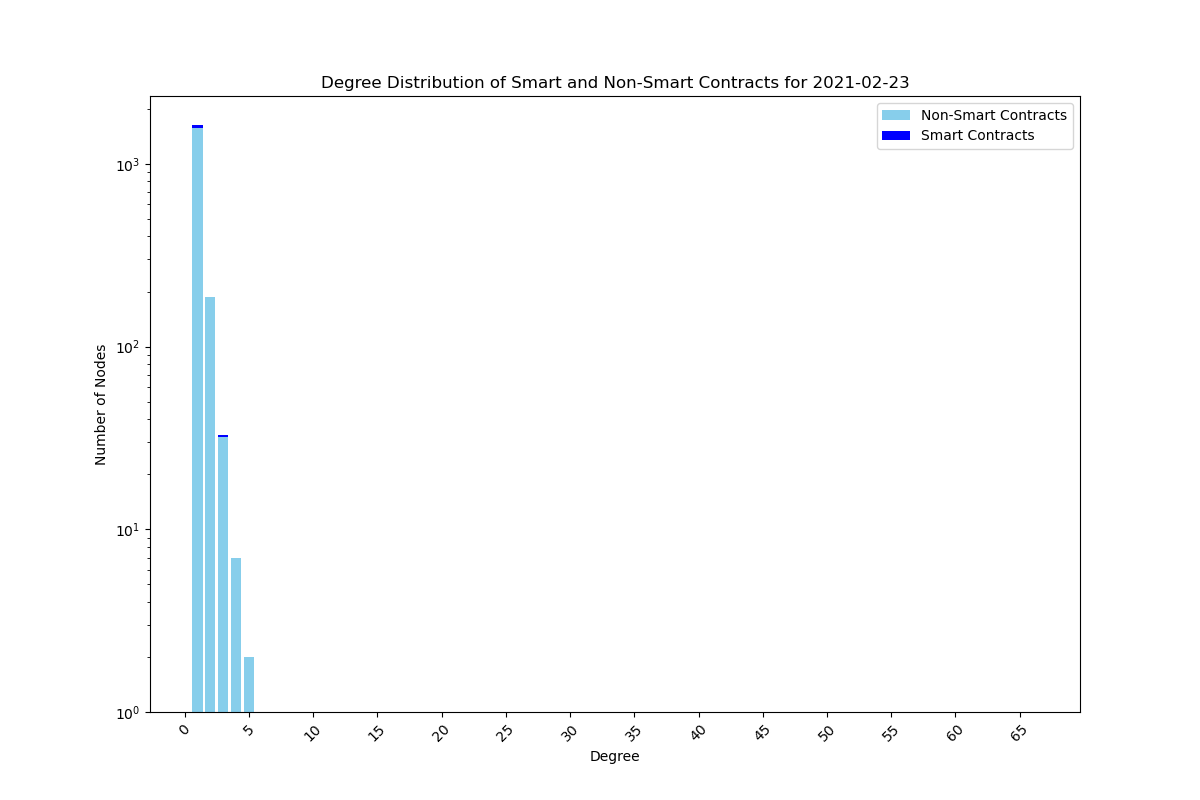 Degree Distribution of Smart and Non-Smart Contracts for 2021-02-23
Non-Smart Contracts
Smart Contracts
Number of Nodes
10³
10²
10¹
10⁰
0 5 10 15 20 25 30 35 40 45 50 55 60 65
Degree